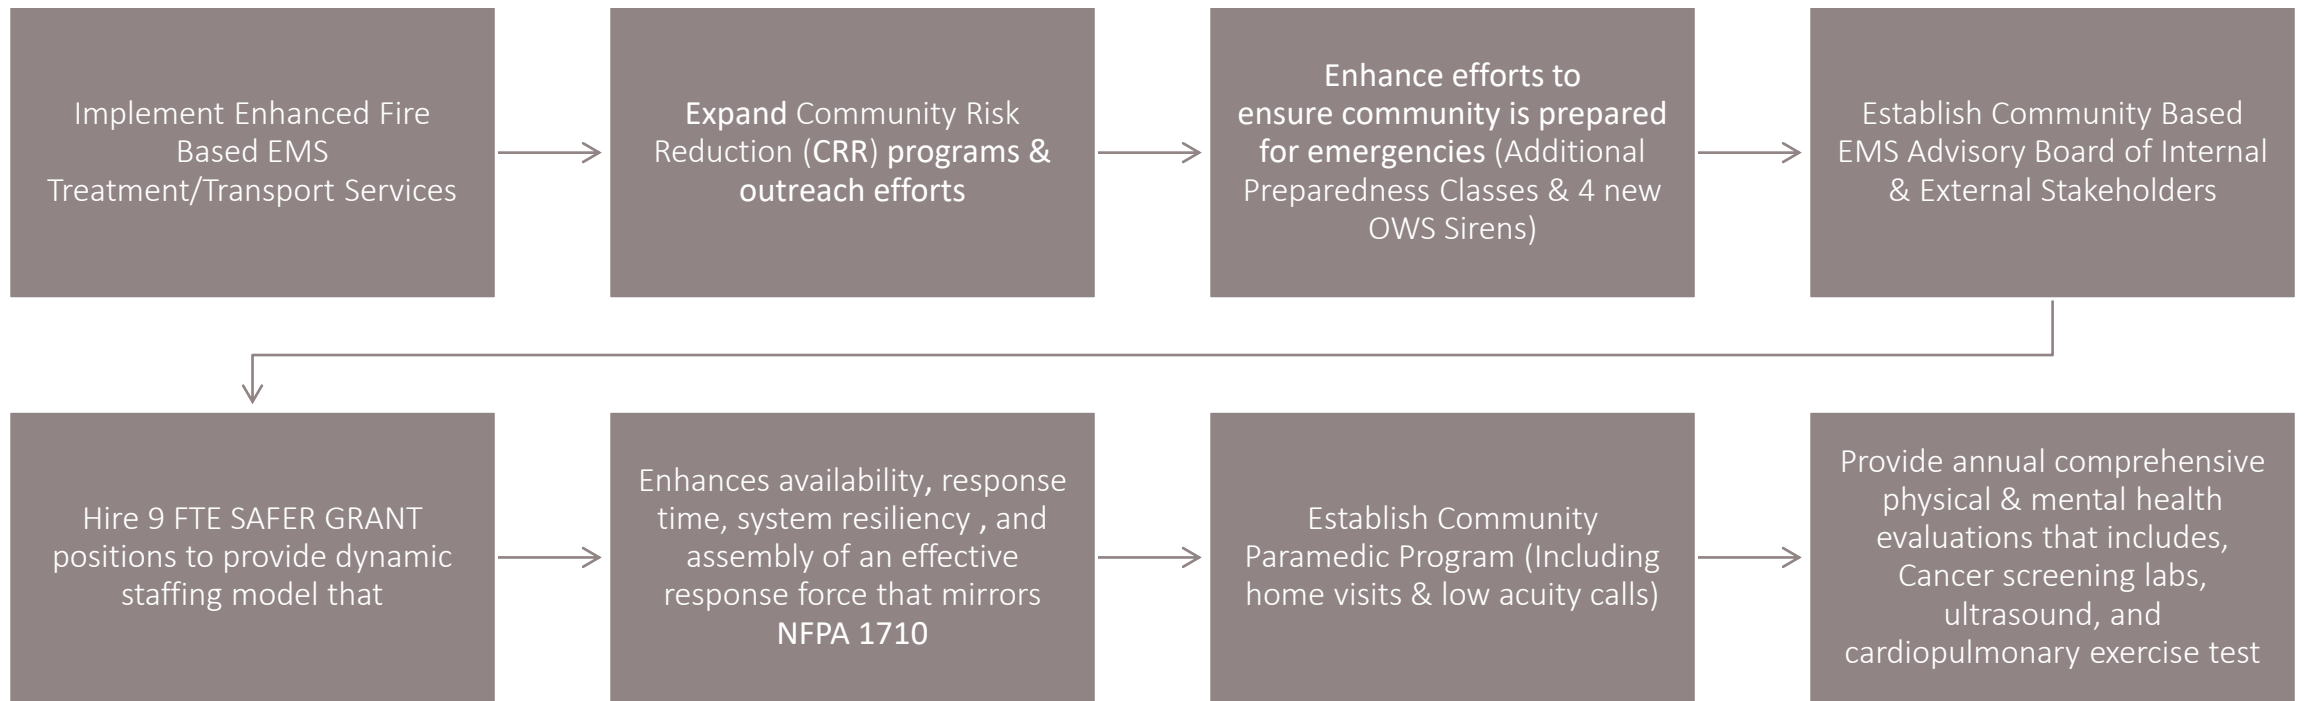 Implement Enhanced Fire
Based EMS
Treatment/Transport Services
Expand Community Risk
Reduction (CRR) programs &
outreach efforts
Enhance efforts to
ensure community is prepared
for emergencies (Additional
Preparedness Classes & 4 new
OWS Sirens)
Establish Community Based
EMS Advisory Board of Internal
& External Stakeholders
Hire 9 FTE SAFER GRANT
positions to provide dynamic
staffing model that
Enhances availability, response
time, system resiliency , and
assembly of an effective
response force that mirrors
NFPA 1710
Establish Community
Paramedic Program (Including
home visits & low acuity calls)
Provide annual comprehensive
physical & mental health
evaluations that includes,
Cancer screening labs,
ultrasound, and
cardiopulmonary exercise test